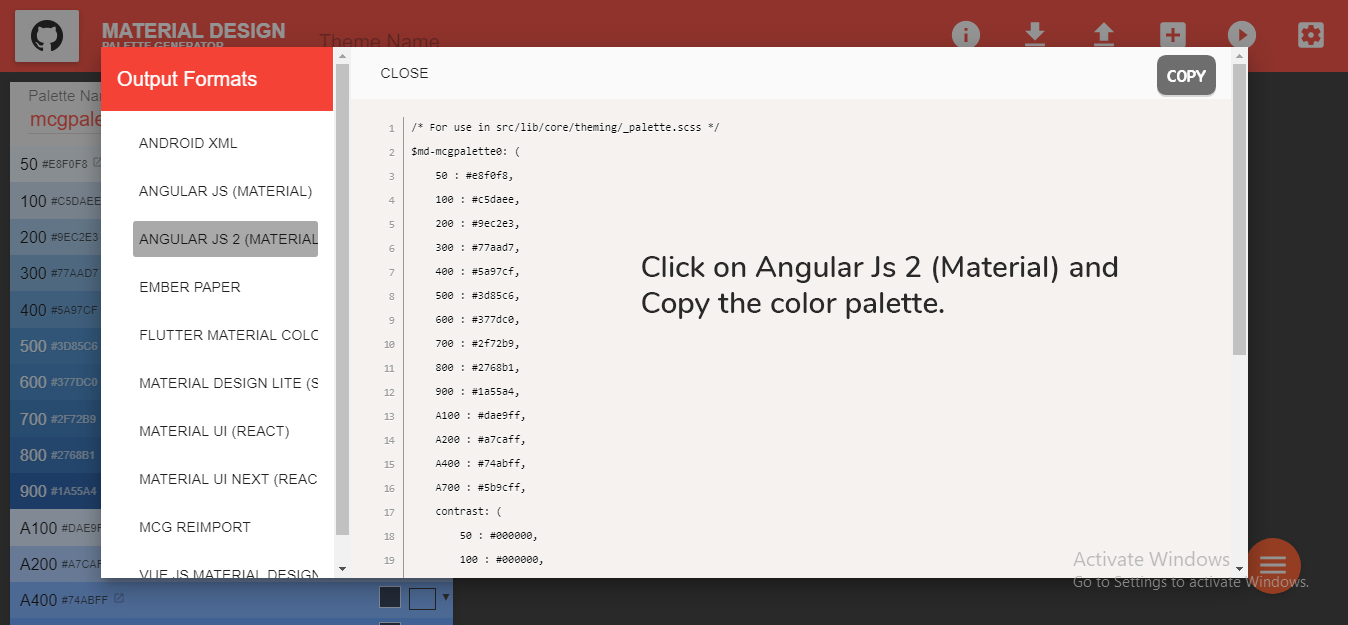 MATERIAL DESIGN
PALETTE GENERATOR
Theme Name
Palette
mcgpale
50 #E8F0F8
100 #C5DAEE
200 #9EC2E3
300 #77AAD7
400 #5A97CF
500 #3D85C6
600 #377DC0
700 #2F72B9
800 #2768B1
900 #1A55A4
A100 #DAE9F
A200 #A7CAF
A400 #74ABFF
Output Formats
ANDROID XML
ANGULAR JS (MATERIAL)
ANGULAR JS 2 (MATERIAL
EMBER PAPER
FLUTTER MATERIAL COLO
MATERIAL DESIGN LITE (S
MATERIAL UI (REACT)
MATERIAL UI NEXT (REAC
MCG REIMPORT
VUE JS MATERIAL DESIGN
CLOSE
COPY
1 /* For use in src/lib/core/theming/_palette.scss */
2 $md-mcgpalette0: (
3 50 : #e8f0f8,
4 100 : #c5daee,
5 200 : #9ec2e3,
6 300 : #77aad7,
7 400 : #5a97cf,
8 500 : #3d85c6,
9 600 : #377dc0,
10 700 : #2f72b9,
11 800 : #2768b1,
12 900 : #1a55a4,
13 A100 : #dae9ff,
14 A200 : #a7caff,
15 A400 : #74abff,
16 A700 : #5b9cff,
17 contrast: (
18 50 : #000000,
19 100 : #000000,
Click on Angular Js 2 (Material) and
Copy the color palette.
Activate Windows
Go to Settings to activate Windows.